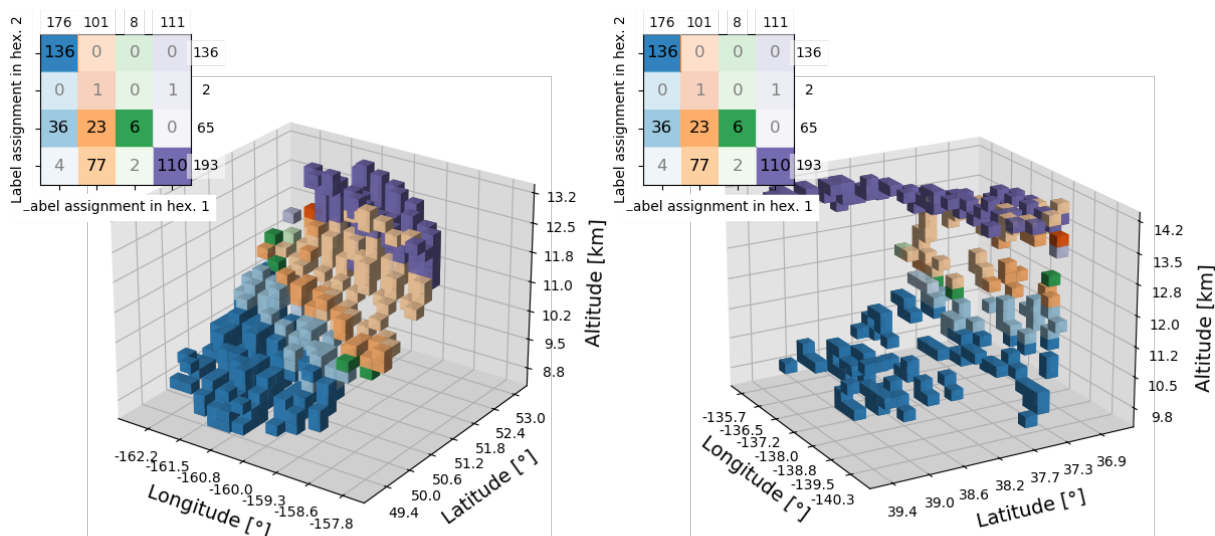 176 101 8 111
Label assignment in hex. 2
136 0 0 0 136
0 1 0 1 2
36 23 6 0 65
4 77 2 110 193
_abel assignment in hex. 1
13.2
12.5
11.8
11.0
10.2
9.5
8.8
Altitude [km]
-162.2
-161.5
-160.8
-160.0
-159.3
-158.6
-157.8
Longitude [°]
53.0
52.4
51.8
51.2
50.6
50.0
49.4
Latitude [°]
176 101 8 111
Label assignment in hex. 2
136 0 0 0 136
0 1 0 1 2
36 23 6 0 65
4 77 2 110 193
_abel assignment in hex. 1
14.2
13.5
12.8
12.0
11.2
10.5
9.8
Altitude [km]
-135.7
-136.5
-137.2
-138.0
-138.8
-139.5
-140.3
Longitude [°]
39.4 39.0 38.6 38.2 37.7 37.3 36.9
Latitude [°]